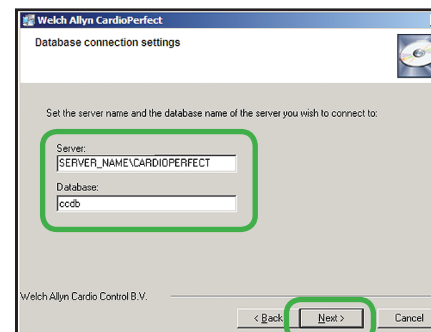 Welch Allyn CardioPerfect
Database connection settings
Set the server name and the database name of the server you wish to connect to:
Server:
SERVER_NAME\CARDIOPERFECT
Database:
ccdb
Welch Allyn Cardio Control B.V.
< Back
Next >
Cancel